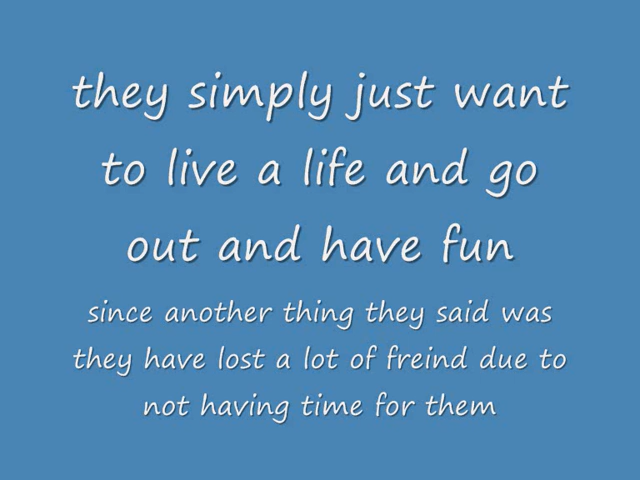 they simply just want
to live a life and go
out and have fun
since another thing they said was
they have lost a lot of freind due to
not having time for them